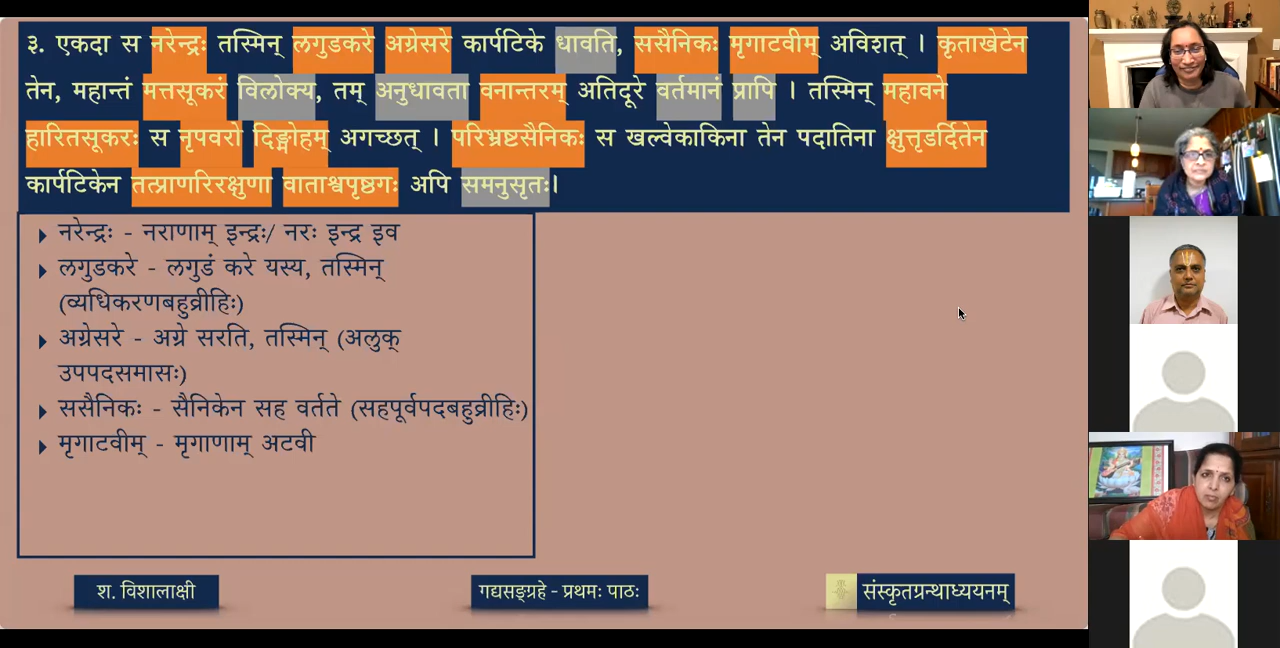 ३. एकदा स नरेन्द्रः तस्मिन् लगुडकरे अग्रेसरे कार्पटिके धावति, ससैनिकः मृगाटवीम् अविशत् । कृताखेटेन
तेन, महान्तं मत्तसूकरं विलोक्य, तम् अनुधावता वनान्तरम् अतिदूरे वर्तमानं प्रापि । तस्मिन् महावने
हारितसूकरः स नृपवरो दिङ्मोहम् अगच्छत् । परिभ्रष्टसैनिकः स खल्वेकाकिना तेन पदातिना क्षुत्तृडर्दितेन
कार्पटिकेन तत्प्राणरिरक्षुणा वाताश्वपृष्ठगः अपि समनुसृतः।
नरेन्द्रः - नराणाम् इन्द्रः/ नरः इन्द्र इव
लगुडकरे - लगुडं करे यस्य, तस्मिन्
(व्यधिकरणबहुव्रीहिः)
अग्रेसरे - अग्रे सरति, तस्मिन् (अलुक्
उपपदसमासः)
ससैनिकः - सैनिकेन सह वर्तते (सहपूर्वपदबहुव्रीहिः)
मृगाटवीम् - मृगाणाम् अटवी
श. विशालाक्षी
गद्यसङ्ग्रहे - प्रथमः पाठः
संस्कृतग्रन्थाध्ययनम्